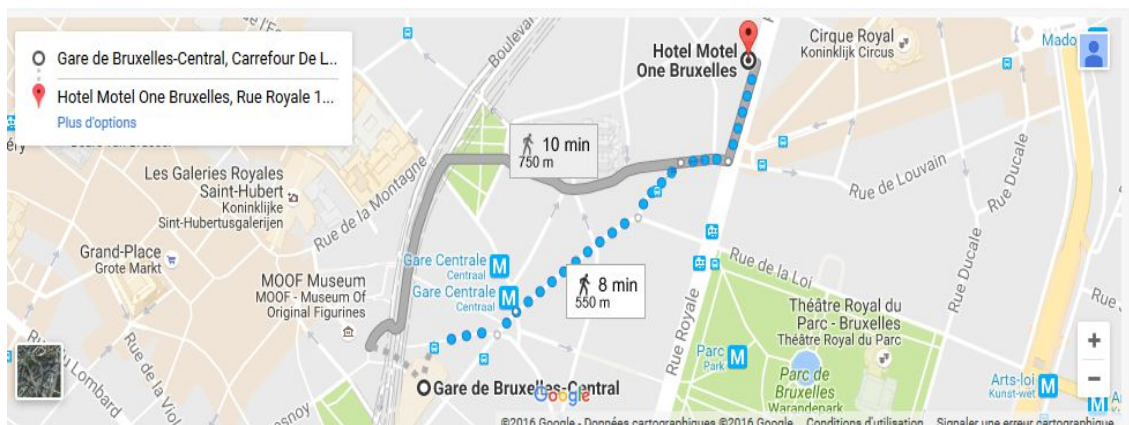 Gare de Bruxelles-Central, Carrefour De L...
Hotel Motel One Bruxelles, Rue Royale 1...
Plus d'options
Boulevard
Hotel Motel
One Bruxelles
Cirque Royal
Koninklijk Circus
Mado
10 min
750 m
Les Galeries Royales
Saint-Hubert
Koninklijke
Sint-Hubertusgalerijen
Rue de la Montagne
Rue de Louvain
Rue Ducale
Grand-Place
Grote Markt
Gare Centrale
Centraal
M
Gare Centrale
Centraal
M
8 min
550 m
MOOF Museum
MOOF - Museum Of
Original Figurines
Rue de la Loi
Rue Royale
Théâtre Royal du
Parc - Bruxelles
Théâtre Royal du Parc
Rue
Parc
Park
M
Parc de
Bruxelles
Warandepark
+
−
Arts-loi
Kunst-wet
M
Lombard
Rue de la Viol
Gare de Bruxelles-Central
Google
©2016 Google - Données cartographiques ©2016 Google
Conditions d'utilisation
Signaler une erreur cartographique